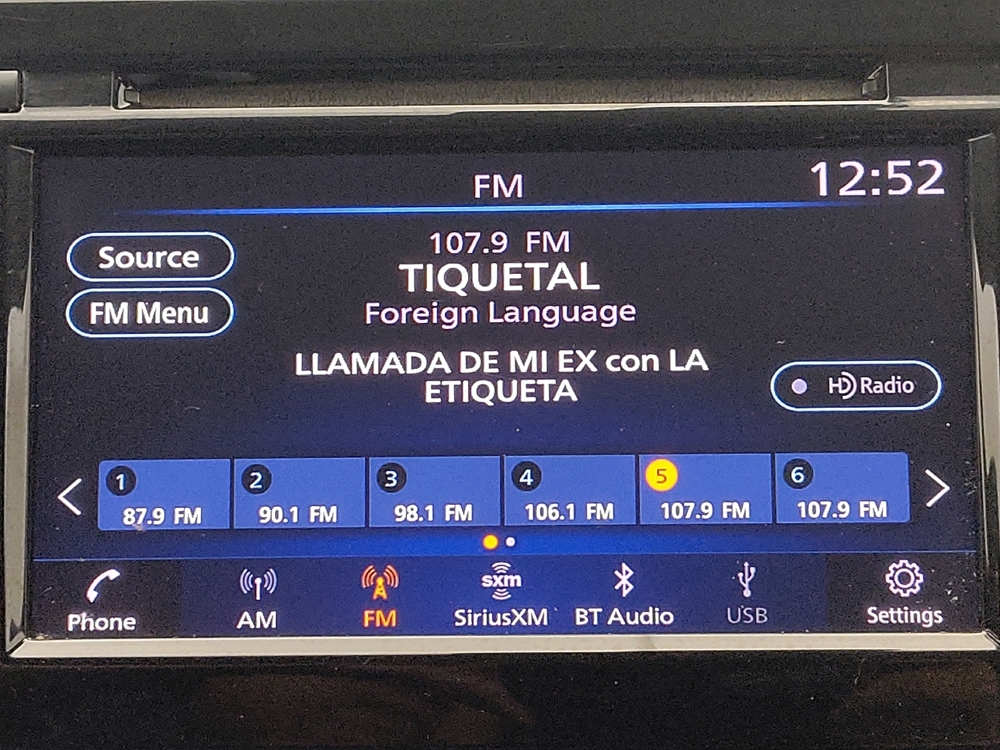 FM
12:52
Source
107.9 FM
TIQUETAL
FM Menu
Foreign Language
LLAMADA DE MI EX con LA
ETIQUETA
HD Radio
1
2
3
4
5
6
87.9 FM
90.1 FM
98.1 FM
106.1 FM
107.9 FM
107.9 FM
sxm
Phone
AM
FM
SiriusXM
BT Audio
USB
Settings